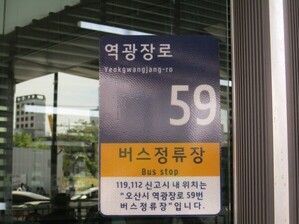 역광장로
Yeokgwangjang-ro
59
버스정류장
Bus stop
119,112 신고시 내 위치는
"오산시 역광장로 59번
버스정류장"입니다.